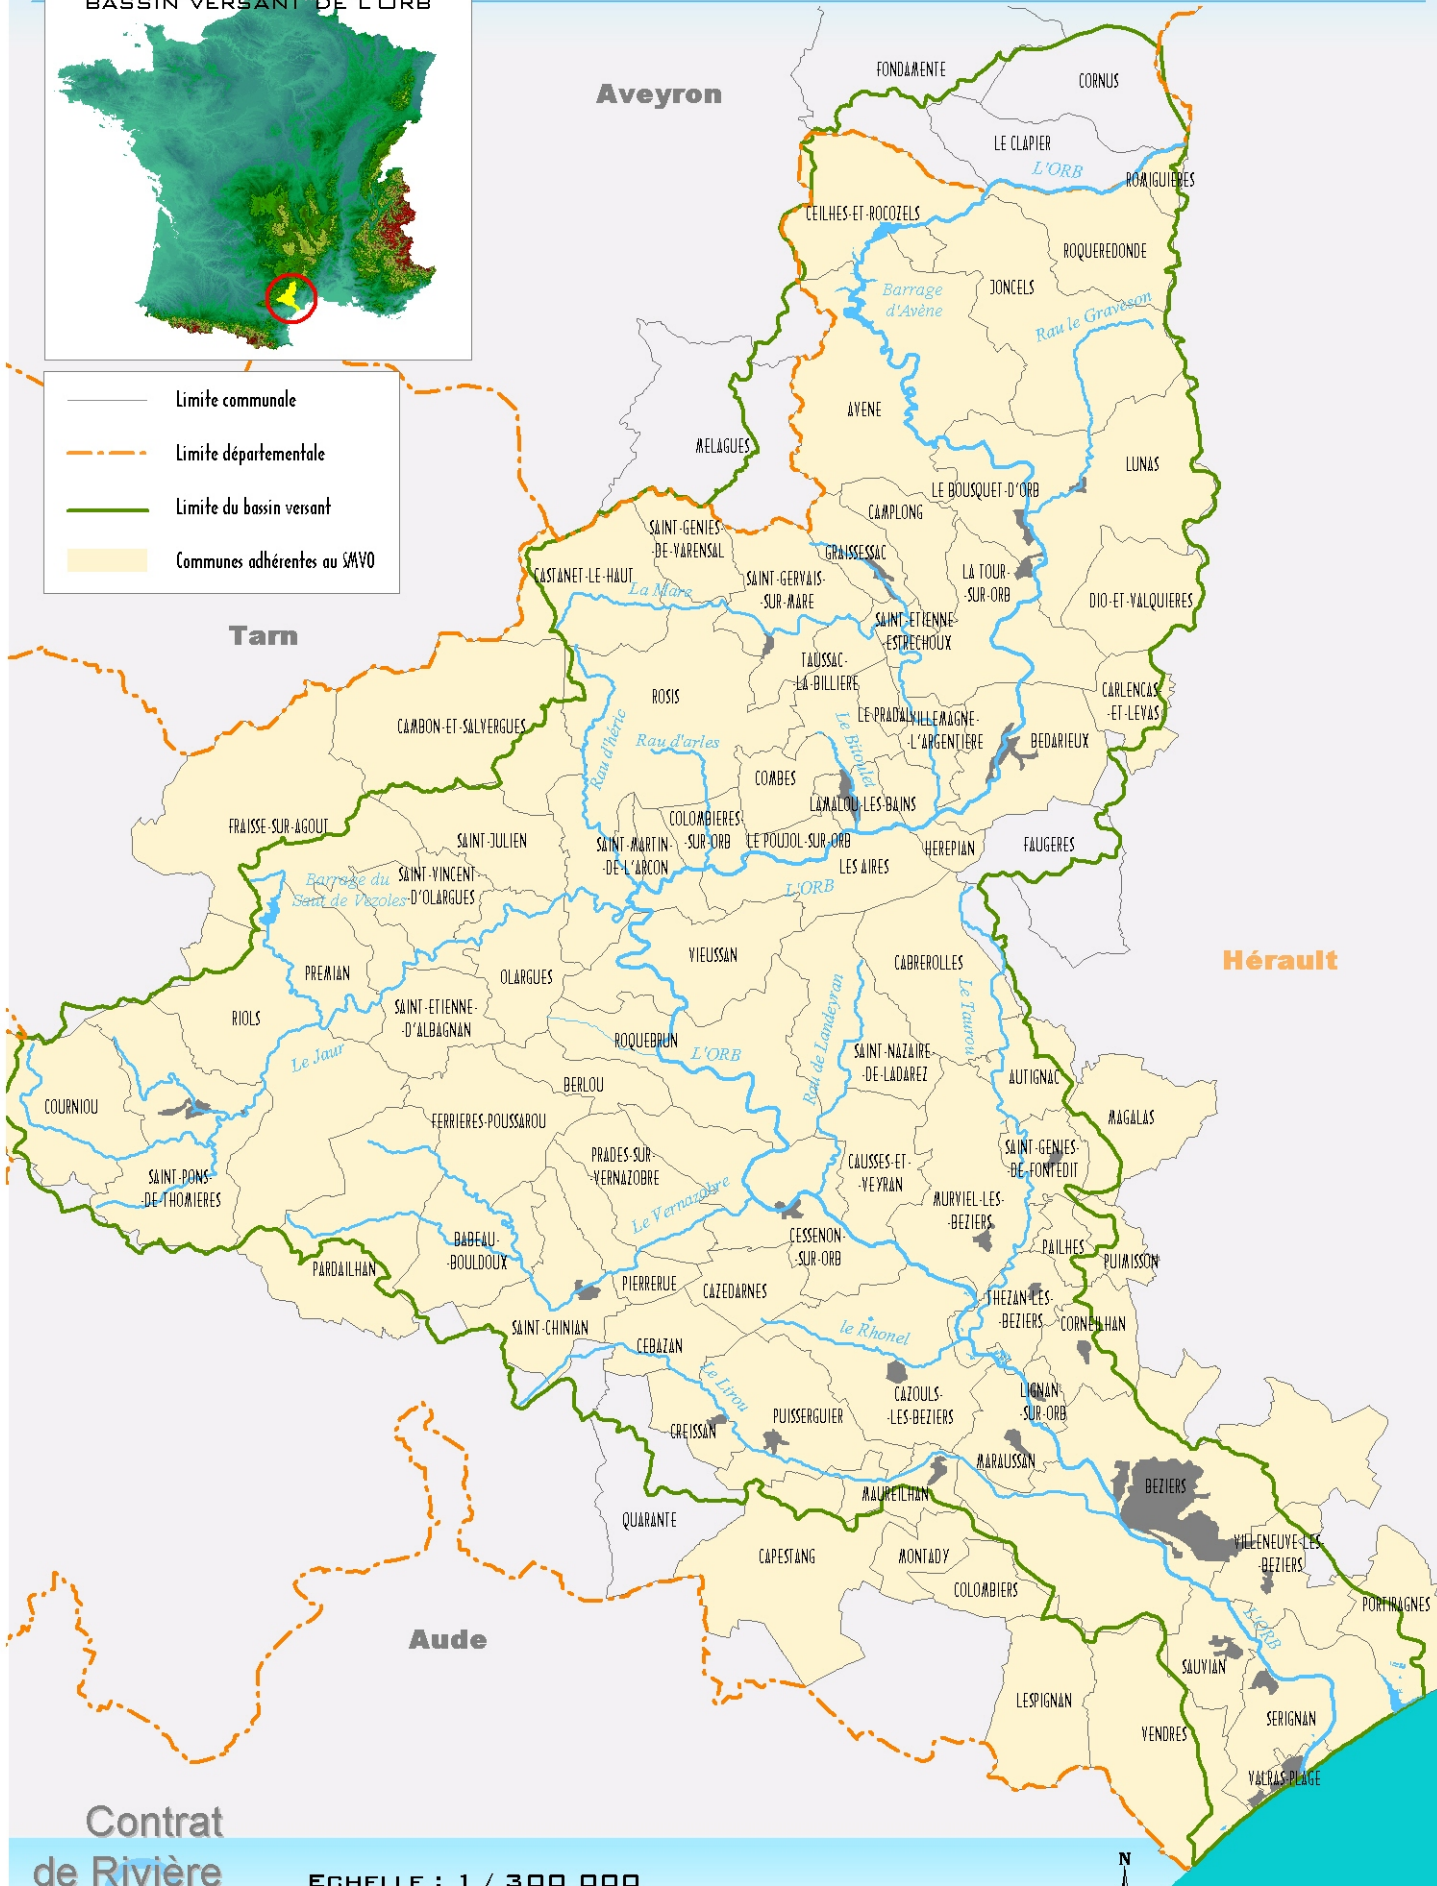 BASSIN VERSANT DE L'ORB
Limite communale
Limite départementale
Limite du bassin versant
Communes adhérentes au SMVO
Aveyron
FONDAMENTE
CORNUS
LE CLAPIER
L'ORB
ROMIGUIERES
CEILHES-ET-ROCOZELS
ROQUEREDONDE
Barrage
d'Avène
JONCELS
Rau le Graveson
AVENE
MELAGUES
LUNAS
LE BOUSQUET-D'ORB
CAMPLONG
SAINT-GENIES-
-DE-VARENSAL
GRAISSESSAC
CASTANET-LE-HAUT
La Mare
SAINT-GERVAIS-
-SUR-MARE
LA TOUR-
-SUR-ORB
DIO-ET-VALQUIERES
Tarn
SAINT-ETIENNE-
-ESTRECHOUX
TAUSSAC-
-LA-BILLIERE
ROSIS
CARLENCAS-
-ET-LEVAS
CAMBON-ET-SALVERGUES
LE PRADAL
VILLEMAGNE-
-L'ARGENTIERE
BEDARIEUX
Rau d'héric
Rau d'arles
Le Bitoulet
COMBES
LAMALOU-LES-BAINS
FRAISSE-SUR-AGOUT
SAINT-JULIEN
COLOMBIERES-
-SUR-ORB
LE POUJOL-SUR-ORB
SAINT-MARTIN-
-DE-L'ARCON
HEREPIAN
FAUGERES
LES AIRES
L'ORB
Barrage du
Saut de Vezoles
SAINT-VINCENT-
-D'OLARGUES
VIEUSSAN
CABREROLLES
Hérault
PREMIAN
OLARGUES
SAINT-ETIENNE-
-D'ALBAGNAN
RIOLS
Le Jaur
ROQUEBRUN
L'ORB
Rau de Landeyran
Le Taurou
SAINT-NAZAIRE-
-DE-LADAREZ
AUTIGNAC
BERLOU
COURNIOU
FERRIERES-POUSSAROU
MAGALAS
SAINT-GENIES-
-DE-FONTEDIT
PRADES-SUR-
-VERNAZOBRE
CAUSSES-ET-
-VEYRAN
SAINT-PONS-
-DE-THOMIERES
Le Vernazobre
MURVIEL-LES-
-BEZIERS
CESSENON-
-SUR-ORB
BABEAU-
-BOULDOUX
PARDAILHAN
PAILHES
PUIMISSON
PIERRERUE
CAZEDARNES
THEZAN-LES-
-BEZIERS
CORNEILHAN
SAINT-CHINIAN
le Rhonel
CEBAZAN
Le Lirou
CAZOULS-
-LES-BEZIERS
LIGNAN-
-SUR-ORB
PUISSERGUIER
CREISSAN
MARAUSSAN
MAUREILHAN
BEZIERS
QUARANTE
CAPESTANG
MONTADY
COLOMBIERS
VILLENEUVE-LES-
-BEZIERS
PORTIRAGNES
Aude
L'ORB
SAUVIAN
LESPIGNAN
SERIGNAN
VENDRES
VALRAS-PLAGE
Contrat
de Rivière
ECHELLE : 1 / 300 000
N